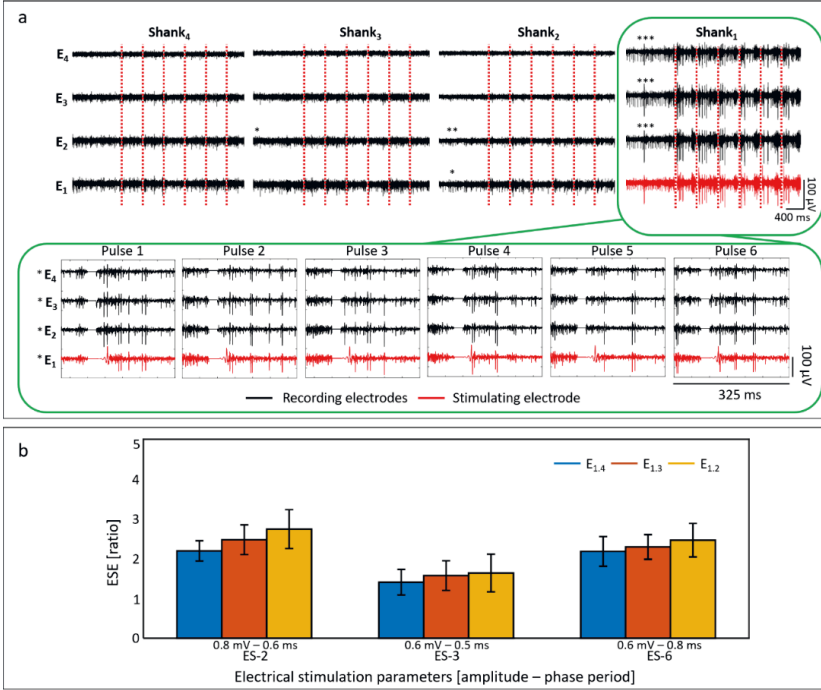 a
Shank4 Shank3 Shank2 Shank1
E4 ***
E3 ***
E2 * ** ***
E1 *
100 µV
400 ms
Pulse 1 Pulse 2 Pulse 3 Pulse 4 Pulse 5 Pulse 6
* E4
* E3
* E2
* E1
100 µV
Recording electrodes Stimulating electrode 325 ms
b
5
4
3
2
1
0
ESE [ratio]
E1.4 E1.3 E1.2
0.8 mV – 0.6 ms 0.6 mV – 0.5 ms 0.6 mV – 0.8 ms
ES-2 ES-3 ES-6
Electrical stimulation parameters [amplitude – phase period]